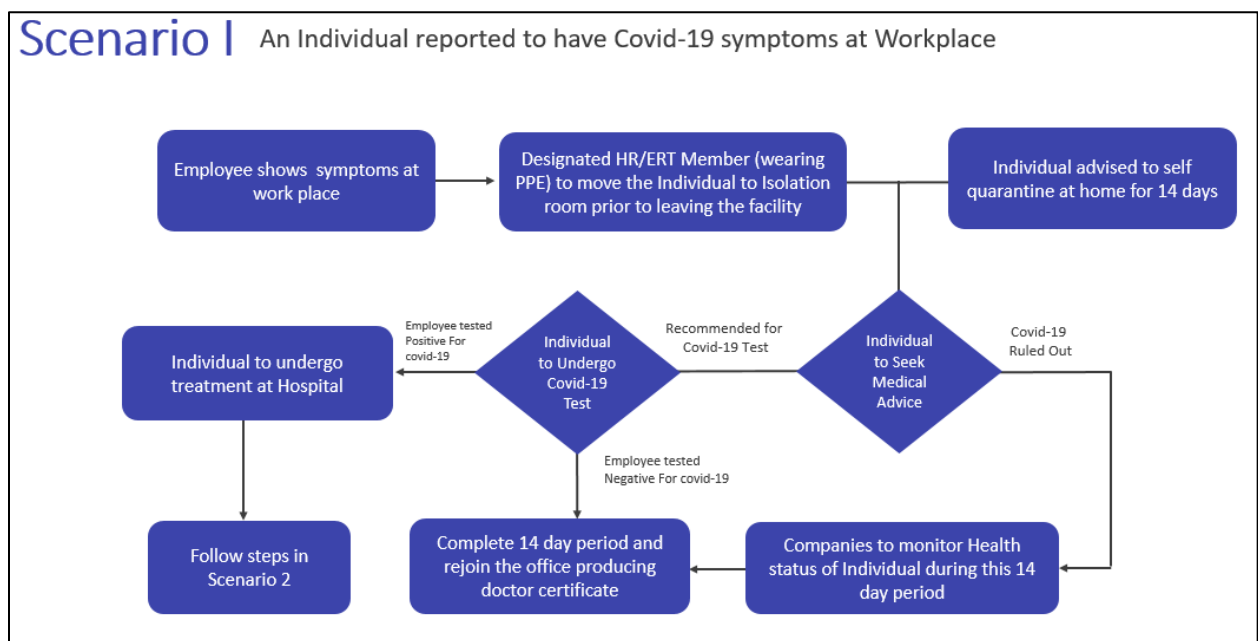 Scenario I An Individual reported to have Covid-19 symptoms at Workplace
Employee shows symptoms at
work place
Designated HR/ERT Member (wearing
PPE) to move the Individual to Isolation
room prior to leaving the facility
Individual advised to self
quarantine at home for 14 days
Individual to undergo
treatment at Hospital
Employee tested
Positive For
covid-19
Individual
to Undergo
Covid-19
Test
Recommended for
Covid-19 Test
Individual
to Seek
Medical
Advice
Covid-19
Ruled Out
Employee tested
Negative For covid-19
Follow steps in
Scenario 2
Complete 14 day period and
rejoin the office producing
doctor certificate
Companies to monitor Health
status of Individual during this 14
day period